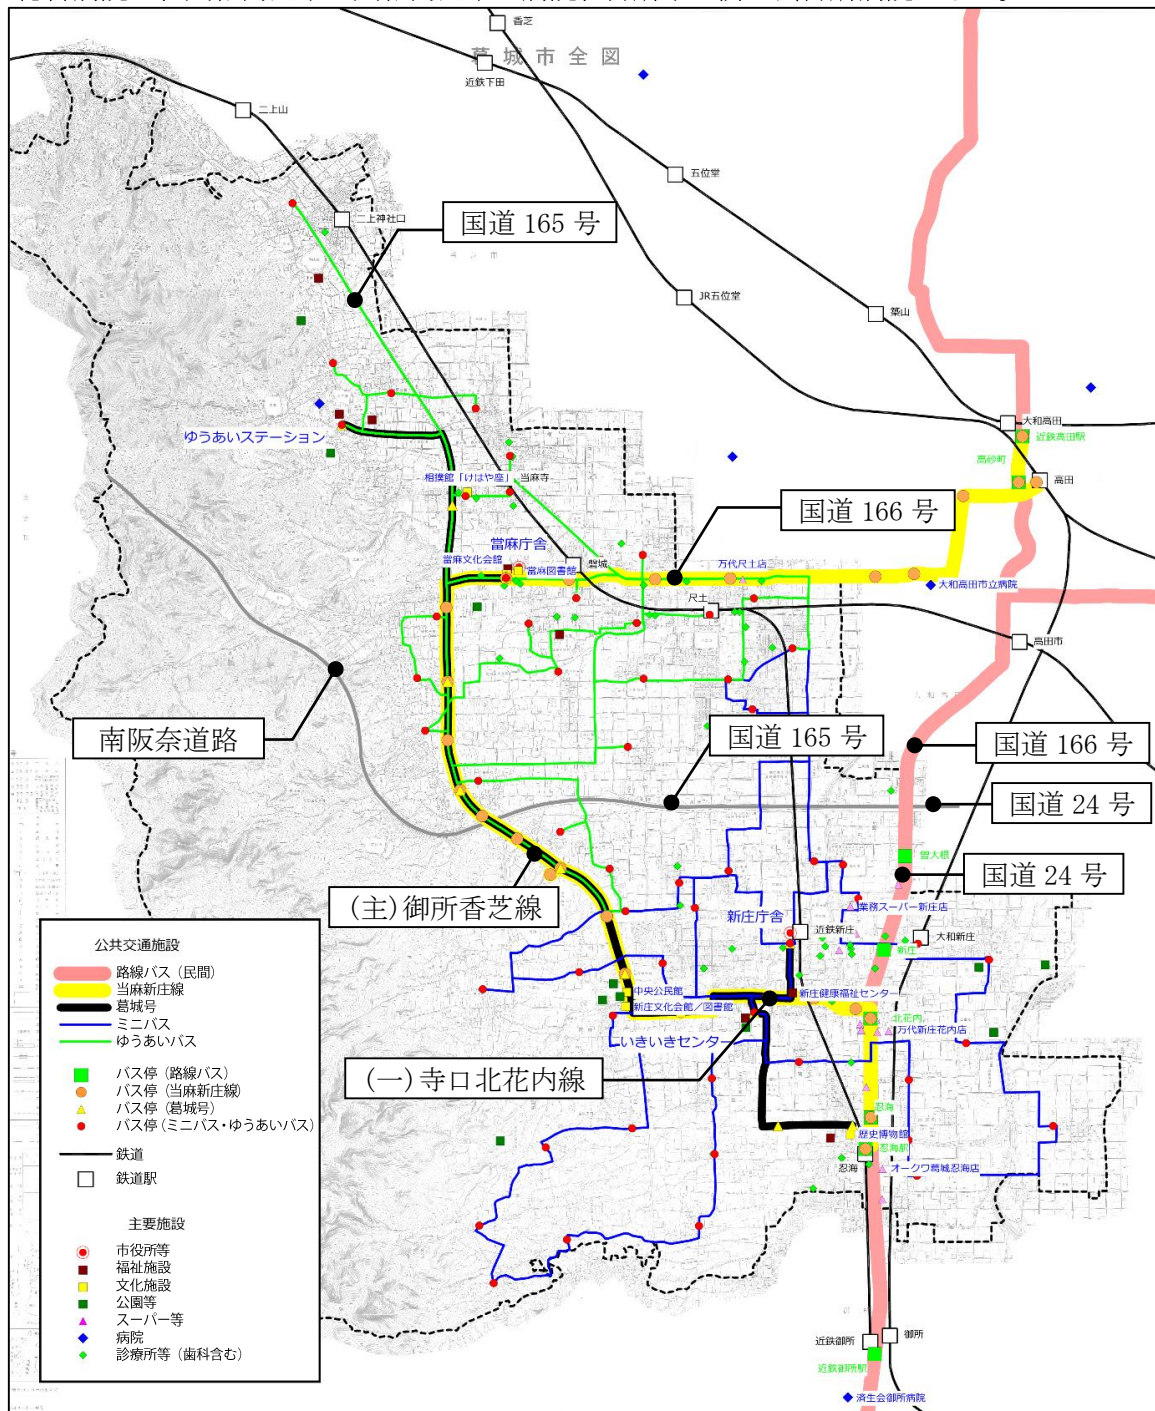 香芝
葛城市全図
近鉄下田
二上山
五位堂
二上神社口
国道 165 号
JR五位堂
築山
大和高田
近鉄高田駅
ゆうあいステーション
高砂町
高田
相撲館「けはや座」
当麻寺
国道 166 号
當麻庁舎
當麻文化会館
當麻図書館
磐城
万代尺土店
大和高田市立病院
尺土
高田市
南阪奈道路
国道 165 号
国道 166 号
国道 24 号
曽大根
国道 24 号
(主)御所香芝線
業務スーパー新庄店
新庄庁舎
近鉄新庄
大和新庄
新庄
中央公民館
新庄文化会館／図書館
新庄健康福祉センター
北花内
万代新庄花内店
いきいきセンター
(一)寺口北花内線
忍海
歴史博物館
忍海駅
忍海
オークワ葛城忍海店
近鉄御所
御所
近鉄御所駅
済生会御所病院
公共交通施設
路線バス（民間）
当麻新庄線
葛城号
ミニバス
ゆうあいバス
バス停（路線バス）
バス停（当麻新庄線）
バス停（葛城号）
バス停（ミニバス・ゆうあいバス）
鉄道
鉄道駅
主要施設
市役所等
福祉施設
文化施設
公園等
スーパー等
病院
診療所等（歯科含む）